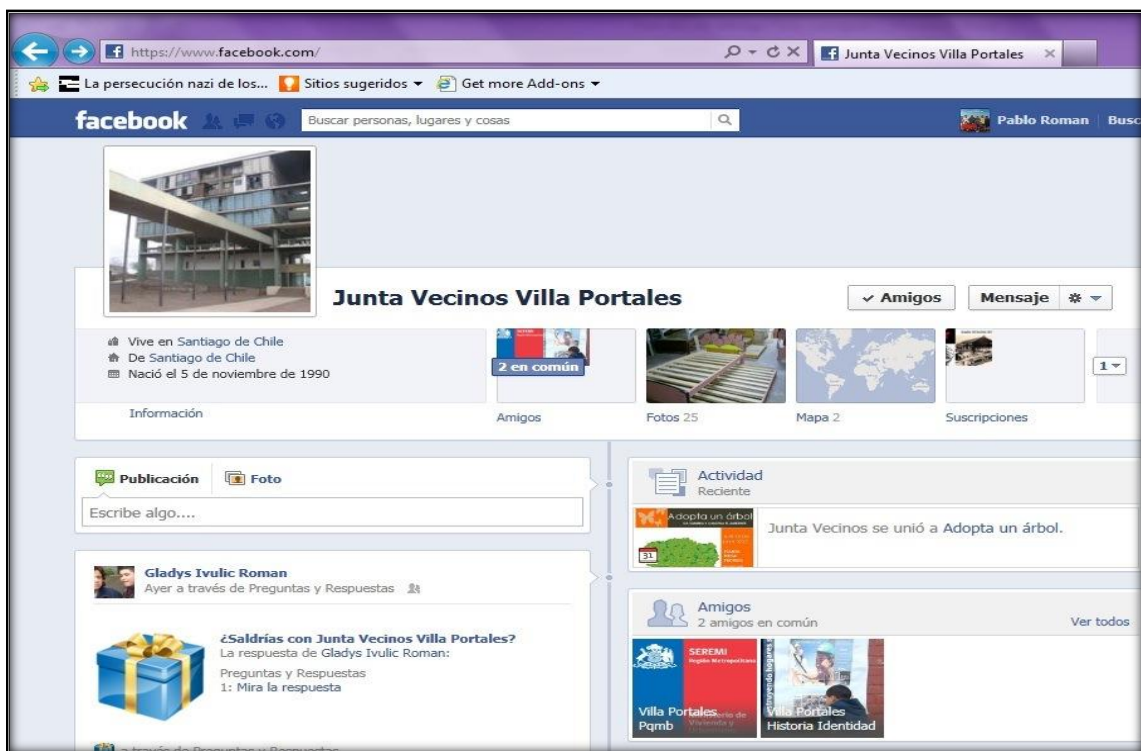 https://www.facebook.com/
Junta Vecinos Villa Portales
La persecución nazi de los...
Sitios sugeridos
Get more Add-ons
facebook
Buscar personas, lugares y cosas
Pablo Roman
Busc
Junta Vecinos Villa Portales
Amigos
Mensaje
Vive en Santiago de Chile
De Santiago de Chile
Nació el 5 de noviembre de 1990
Información
2 en común
1
Amigos
Fotos 25
Mapa 2
Suscripciones
Publicación
Foto
Escribe algo....
Gladys Ivulic Roman
Ayer a través de Preguntas y Respuestas
¿Saldrías con Junta Vecinos Villa Portales?
La respuesta de Gladys Ivulic Roman:
Preguntas y Respuestas
1: Mira la respuesta
a través de Preguntas y Respuestas
Actividad
Reciente
Adopta un árbol
31
Junta Vecinos se unió a Adopta un árbol.
Amigos
2 amigos en común
Ver todos
SEREMI
Región Metropolitana
Villa Portales
Pqmb
Villa Portales
Historia Identidad